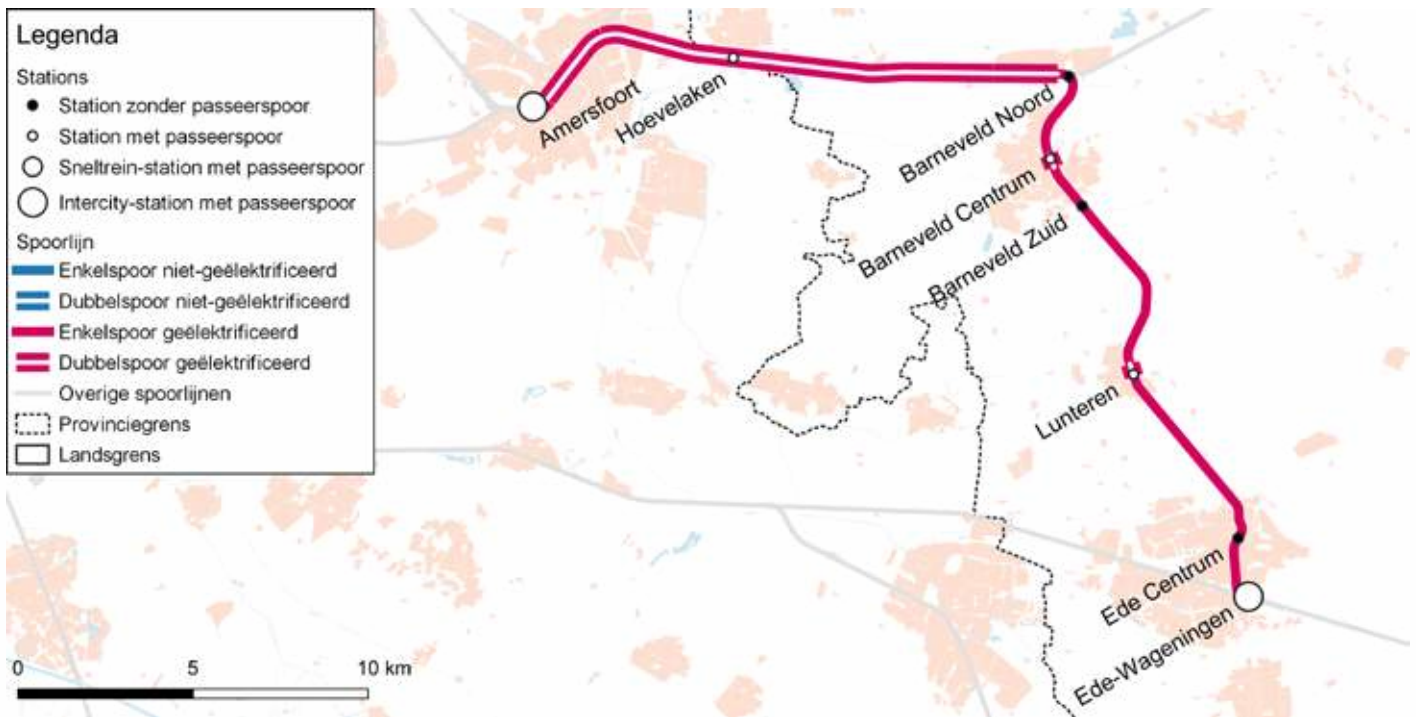 Legenda
Stations
Station zonder passeerspoor
Station met passeerspoor
Sneltrein-station met passeerspoor
Intercity-station met passeerspoor
Spoorlijn
Enkelspoor niet-geëlektrificeerd
Dubbelspoor niet-geëlektrificeerd
Enkelspoor geëlektrificeerd
Dubbelspoor geëlektrificeerd
Overige spoorlijnen
Provinciegrens
Landsgrens
Amersfoort
Hoevelaken
Barneveld Noord
Barneveld Centrum
Barneveld Zuid
Lunteren
Ede Centrum
Ede-Wageningen
0 5 10 km